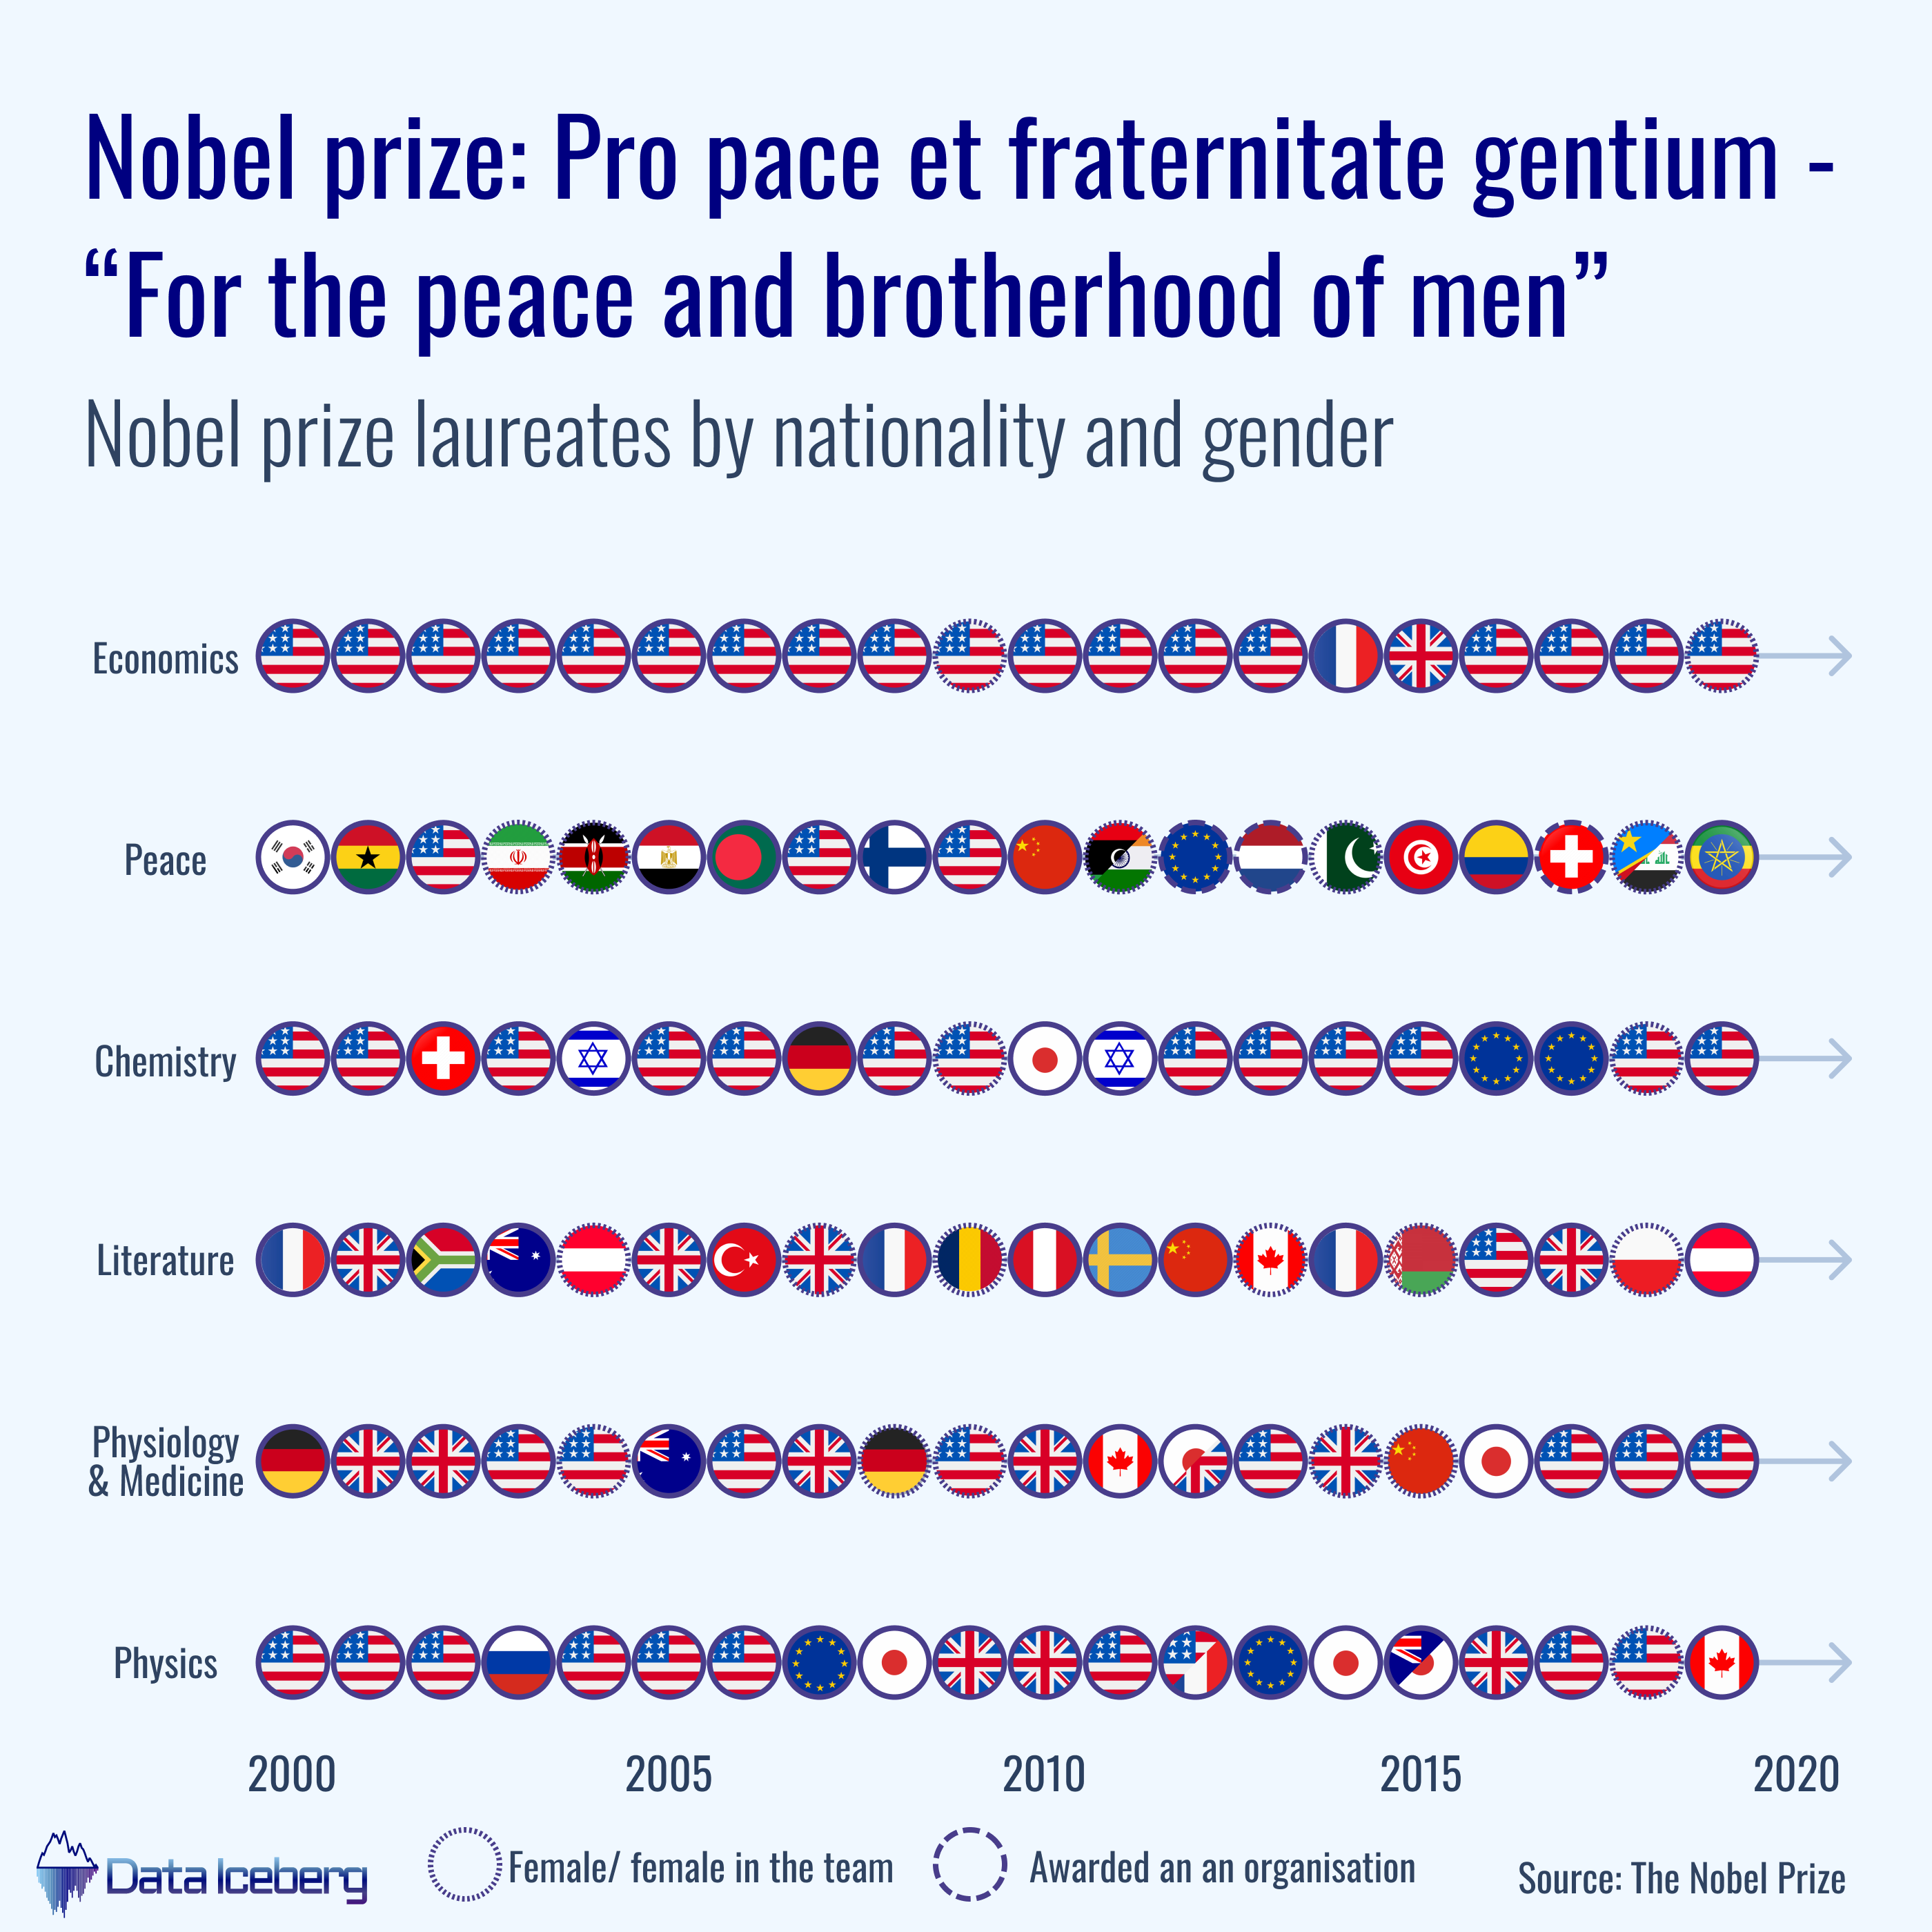 Nobel prize: Pro pace et fraternitate gentium -
“For the peace and brotherhood of men”
Nobel prize laureates by nationality and gender
Economics
Peace
Chemistry
Literature
Physiology
& Medicine
Physics
2000 2005 2010 2015 2020
Data Iceberg
Female/ female in the team
Awarded an an organisation
Source: The Nobel Prize